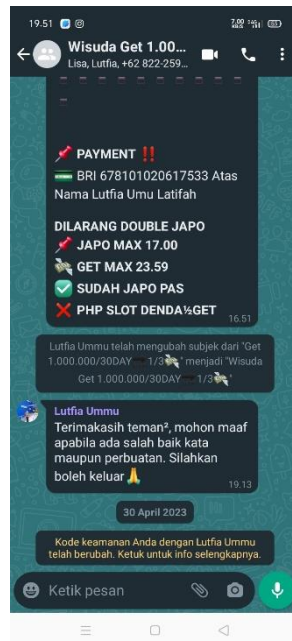 19.51
Wisuda Get 1.00...
Lisa, Lutfia, +62 822-259...
PAYMENT ‼️
BRI 678101020617533 Atas
Nama Lutfia Umu Latifah
DILARANG DOUBLE JAPO
📌 JAPO MAX 17.00
💸 GET MAX 23.59
✅ SUDAH JAPO PAS
❌ PHP SLOT DENDA½GET
16.51
Lutfia Ummu telah mengubah subjek dari "Get
1.000.000/30DAY 1/3💸" menjadi "Wisuda
Get 1.000.000/30DAY 1/3💸"
Lutfia Ummu
Terimakasih teman², mohon maaf
apabila ada salah baik kata
maupun perbuatan. Silahkan
boleh keluar🙏
19.13
30 April 2023
Kode keamanan Anda dengan Lutfia Ummu
telah berubah. Ketuk untuk info selengkapnya.
Ketik pesan